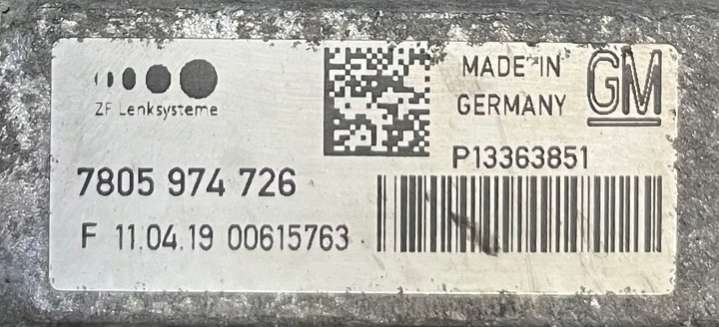 ZF Lenksysteme
MADE IN
GERMANY
GM
P13363851
7805 974 726
F 11.04.19 00615763